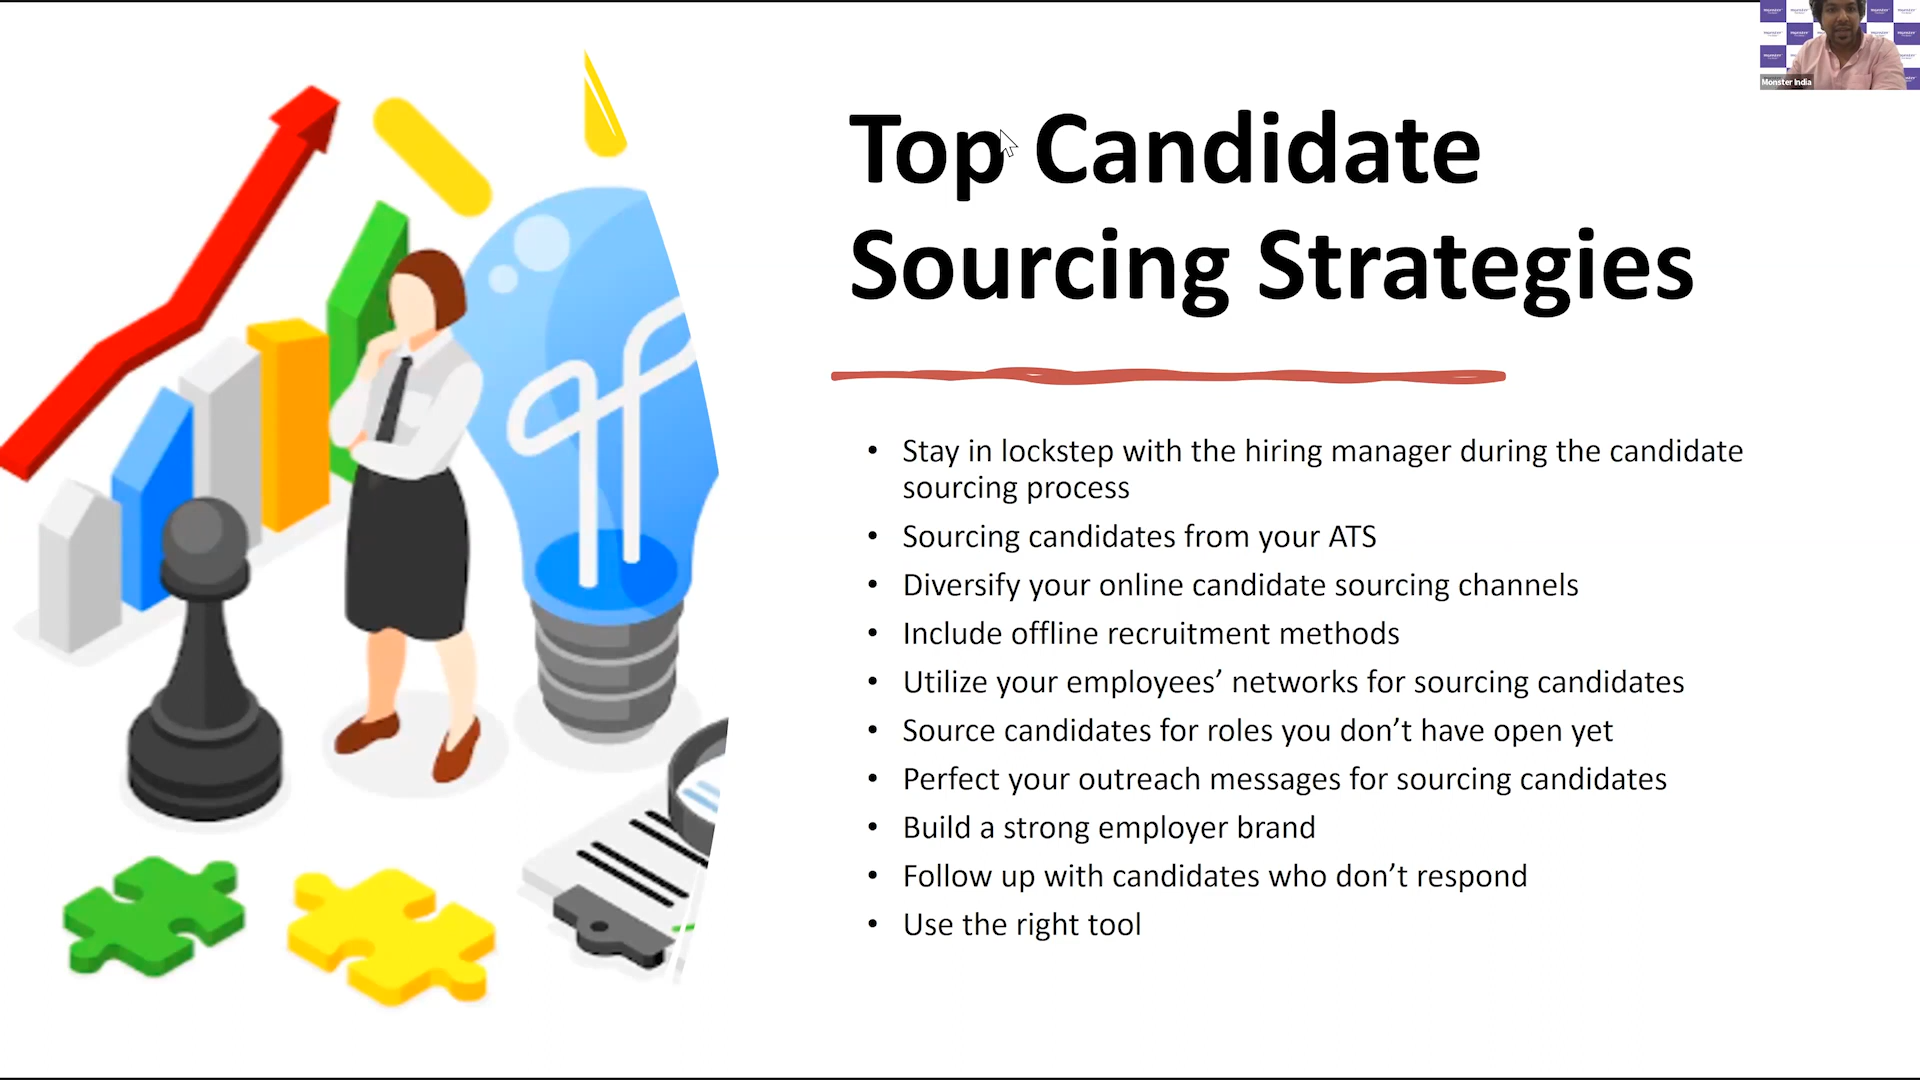 Monster India
Top Candidate
Sourcing Strategies
• Stay in lockstep with the hiring manager during the candidate
sourcing process
• Sourcing candidates from your ATS
• Diversify your online candidate sourcing channels
• Include offline recruitment methods
• Utilize your employees’ networks for sourcing candidates
• Source candidates for roles you don’t have open yet
• Perfect your outreach messages for sourcing candidates
• Build a strong employer brand
• Follow up with candidates who don’t respond
• Use the right tool